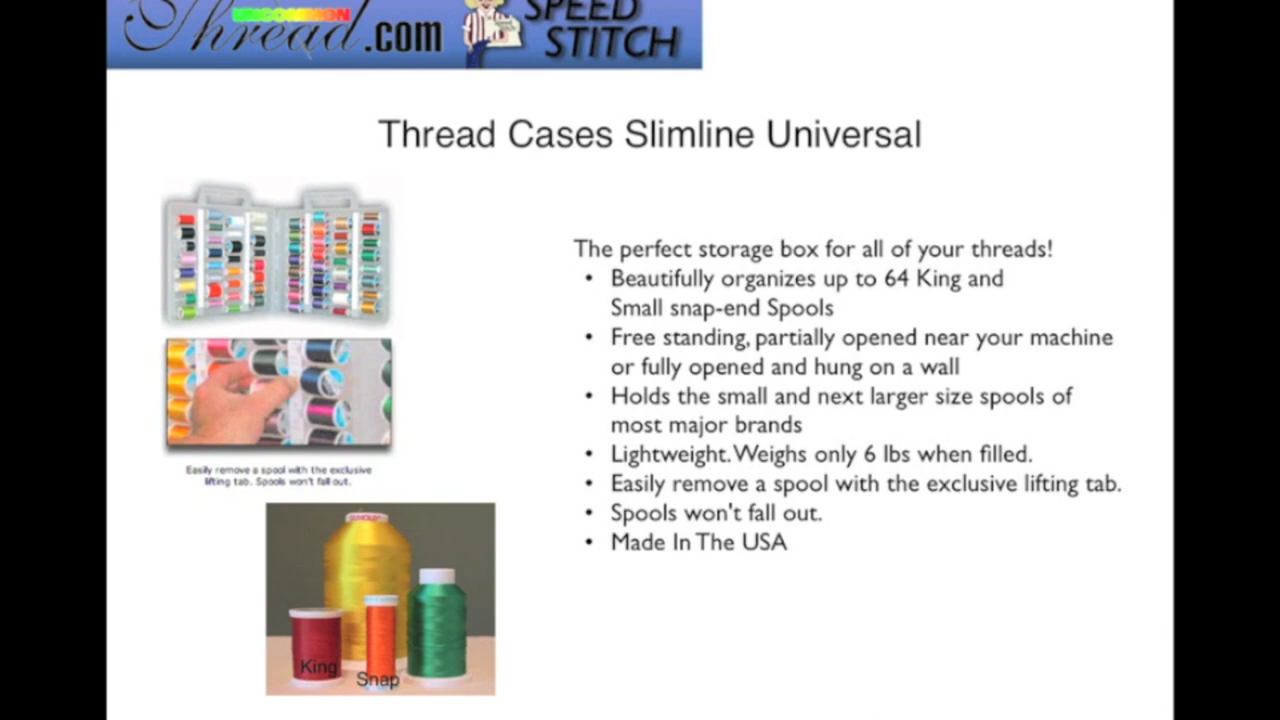 UNCOMMON
Thread.com
SPEED
STITCH
Thread Cases Slimline Universal
The perfect storage box for all of your threads!
• Beautifully organizes up to 64 King and
Small snap-end Spools
• Free standing, partially opened near your machine
or fully opened and hung on a wall
• Holds the small and next larger size spools of
most major brands
• Lightweight. Weighs only 6 lbs when filled.
• Easily remove a spool with the exclusive lifting tab.
• Spools won't fall out.
• Made In The USA
Easily remove a spool with the exclusive
lifting tab. Spools won't fall out.
King
Snap